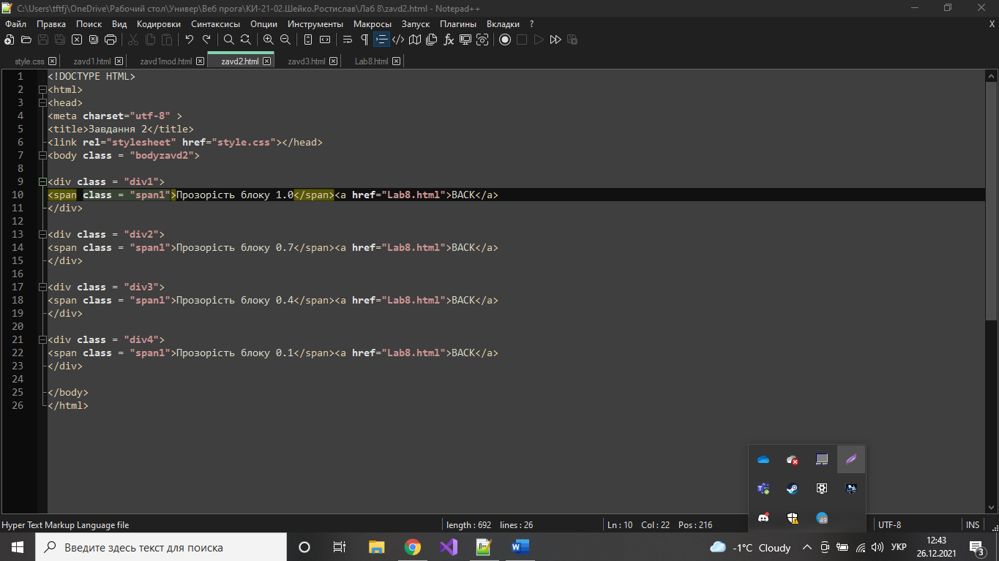 C:\Users\tftfj\OneDrive\Рабочий стол\Универ\Веб прога\КИ-21-02.Шейко.Ростислав\Лаб 8\zavd2.html - Notepad++
Файл Правка Поиск Вид Кодировки Синтаксисы Опции Инструменты Макросы Запуск Плагины Вкладки ? X
style.css zavd1.html zavd1mod.html zavd2.html zavd3.html Lab8.html
1 <!DOCTYPE HTML>
2 <html>
3 <head>
4 <meta charset="utf-8" >
5 <title>Завдання 2</title>
6 <link rel="stylesheet" href="style.css"></head>
7 <body class = "bodyzavd2">
8
9 <div class = "div1">
10 <span class = "span1">Прозорість блоку 1.0</span><a href="Lab8.html">BACK</a>
11 </div>
12
13 <div class = "div2">
14 <span class = "span1">Прозорість блоку 0.7</span><a href="Lab8.html">BACK</a>
15 </div>
16
17 <div class = "div3">
18 <span class = "span1">Прозорість блоку 0.4</span><a href="Lab8.html">BACK</a>
19 </div>
20
21 <div class = "div4">
22 <span class = "span1">Прозорість блоку 0.1</span><a href="Lab8.html">BACK</a>
23 </div>
24
25 </body>
26 </html>
49
Hyper Text Markup Language file length : 692 lines : 26 Ln : 10 Col : 22 Pos : 216 UTF-8 INS
Введите здесь текст для поиска -1°C Cloudy УКР 12:43
26.12.2021 3